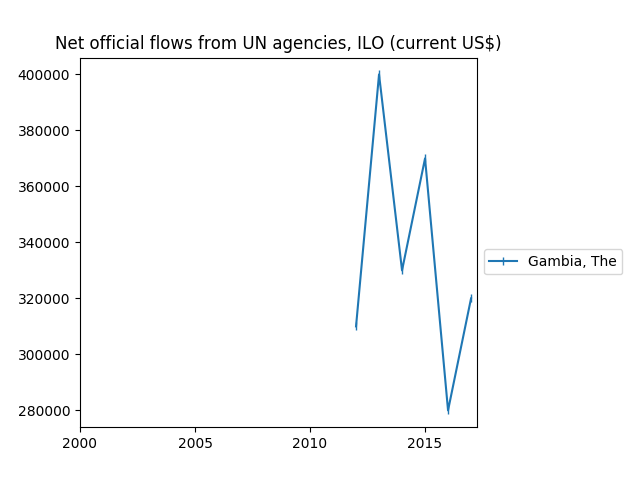 Net official flows from UN agencies, ILO (current US$)
400000
380000
360000
340000
320000
300000
280000
2000 2005 2010 2015
Gambia, The